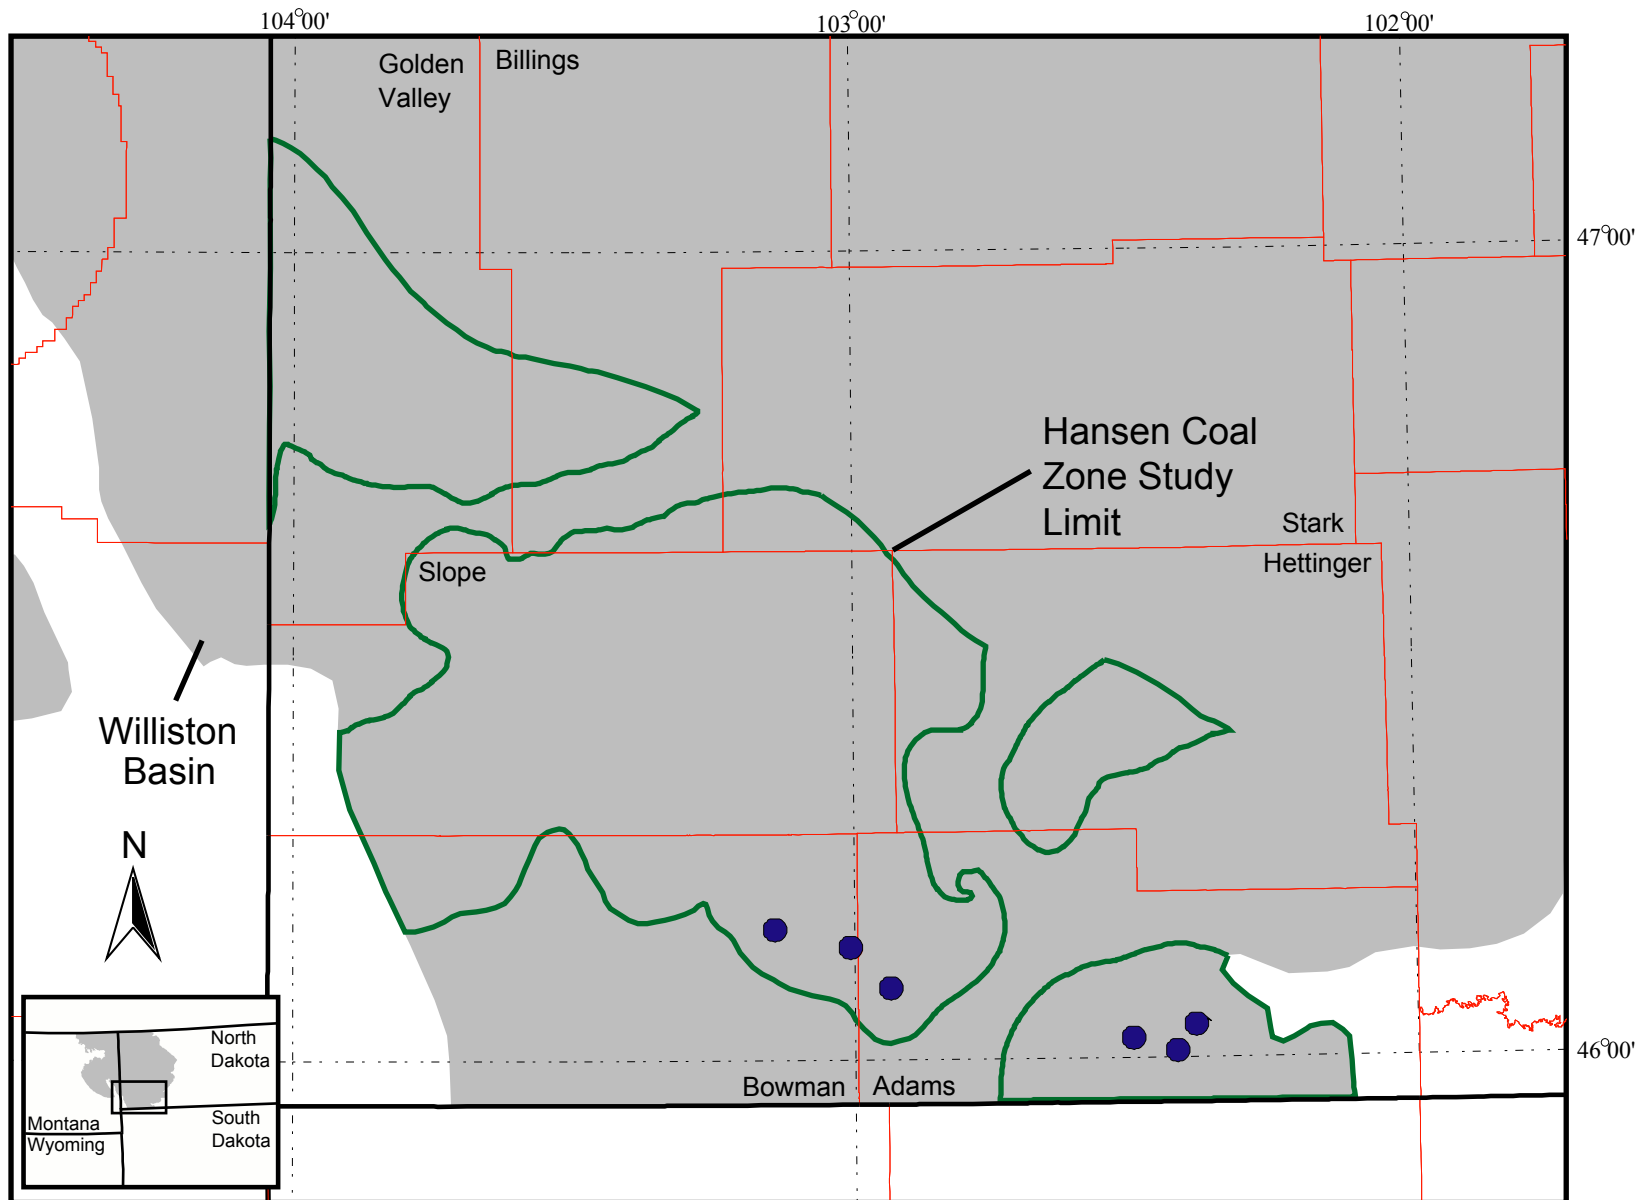 104°00'
103°00'
102°00'
Golden
Valley
Billings
47°00'
Hansen Coal
Zone Study
Limit
Stark
Hettinger
Slope
Williston
Basin
N
North
Dakota
Montana
Wyoming
South
Dakota
Bowman
Adams
46°00'